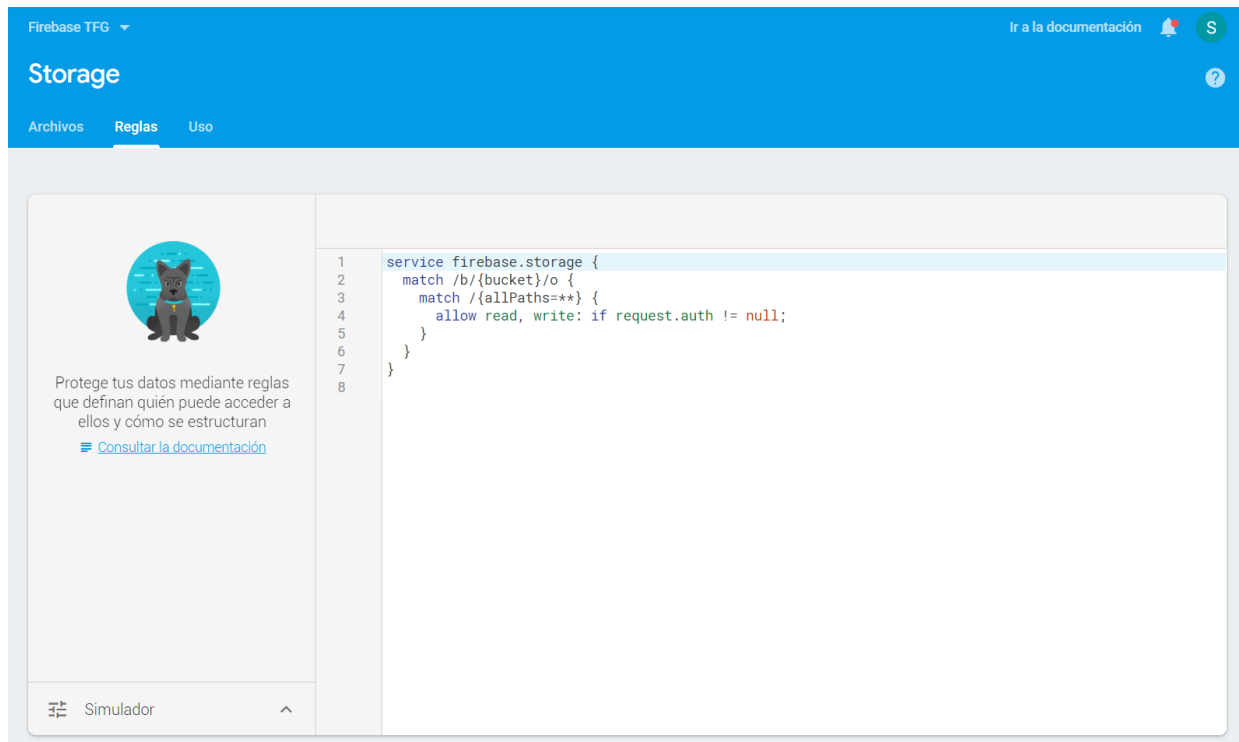 Firebase TFG
Ir a la documentación
S
Storage
?
Archivos Reglas Uso
Protege tus datos mediante reglas
que definan quién puede acceder a
ellos y cómo se estructuran
Consultar la documentación
Simulador
1 service firebase.storage {
2   match /b/{bucket}/o {
3     match /{allPaths=**} {
4       allow read, write: if request.auth != null;
5     }
6   }
7 }
8